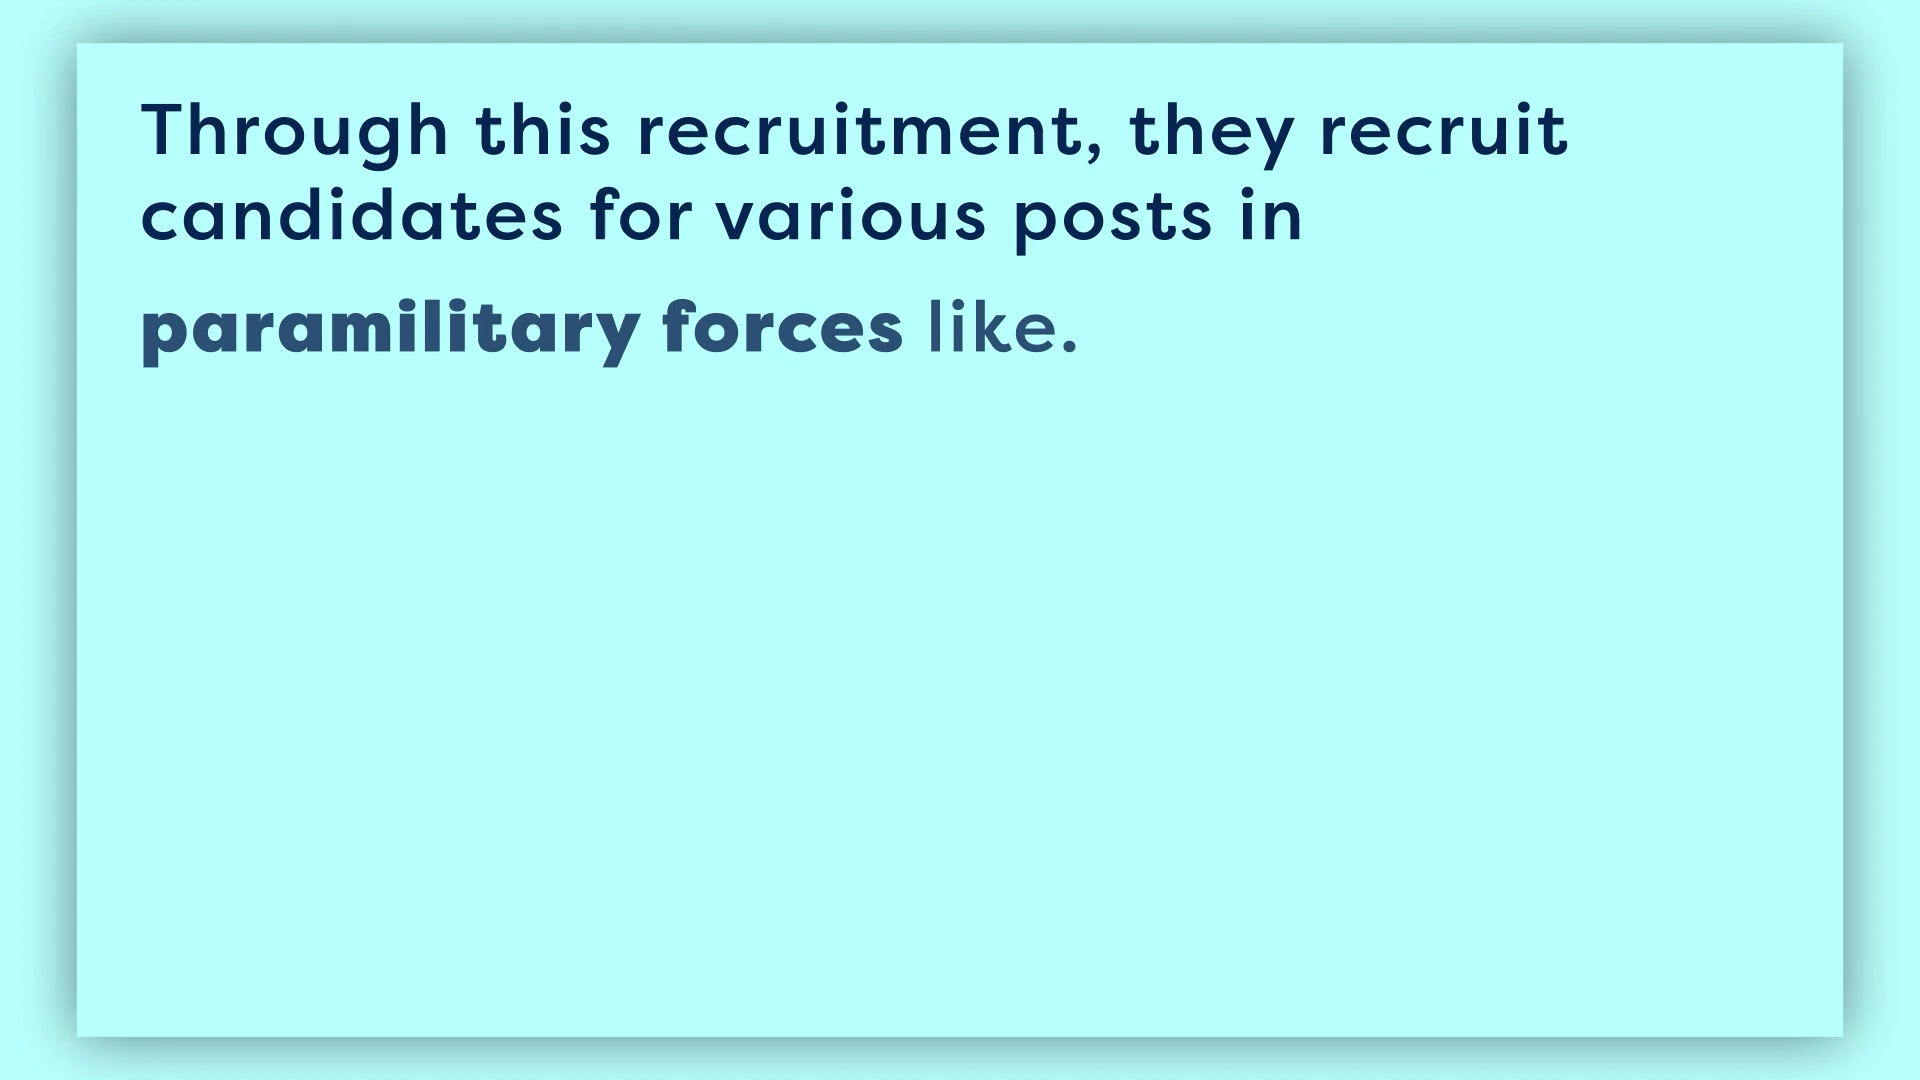 Through this recruitment, they recruit
candidates for various posts in
paramilitary forces like.